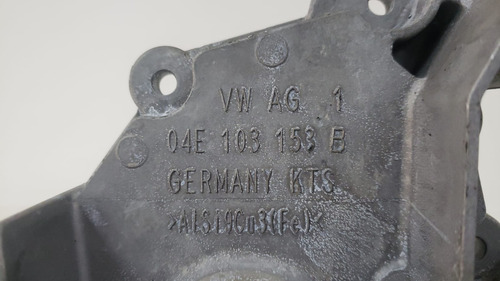 VW AG 1
04E 103 153 B
GERMANY KTS
>AlSi9Cu3(Fe)<